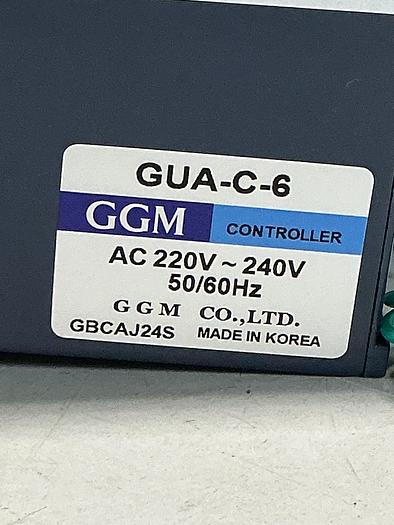 GUA-C-6
GGM CONTROLLER
AC 220V ~ 240V
50/60Hz
GGM CO.,LTD.
GBCAJ24S MADE IN KOREA